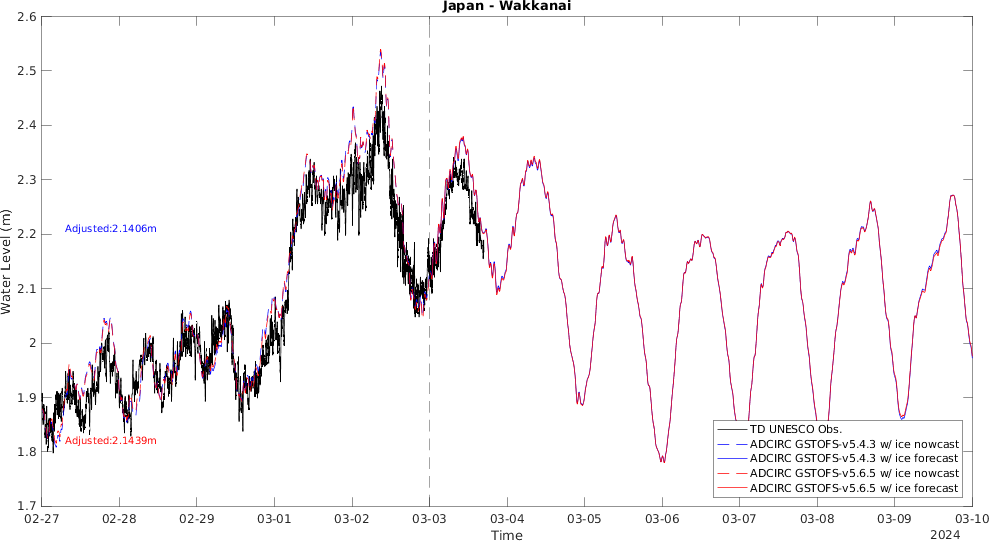 Japan - Wakkanai
2.6
2.5
2.4
2.3
2.2
2.1
2
1.9
1.8
1.7
Water Level (m)
Adjusted:2.1406m
Adjusted:2.1439m
TD UNESCO Obs.
ADCIRC GSTOFS-v5.4.3 w/ ice nowcast
ADCIRC GSTOFS-v5.4.3 w/ ice forecast
ADCIRC GSTOFS-v5.6.5 w/ ice nowcast
ADCIRC GSTOFS-v5.6.5 w/ ice forecast
02-27 02-28 02-29 03-01 03-02 03-03 03-04 03-05 03-06 03-07 03-08 03-09 03-10
Time
2024